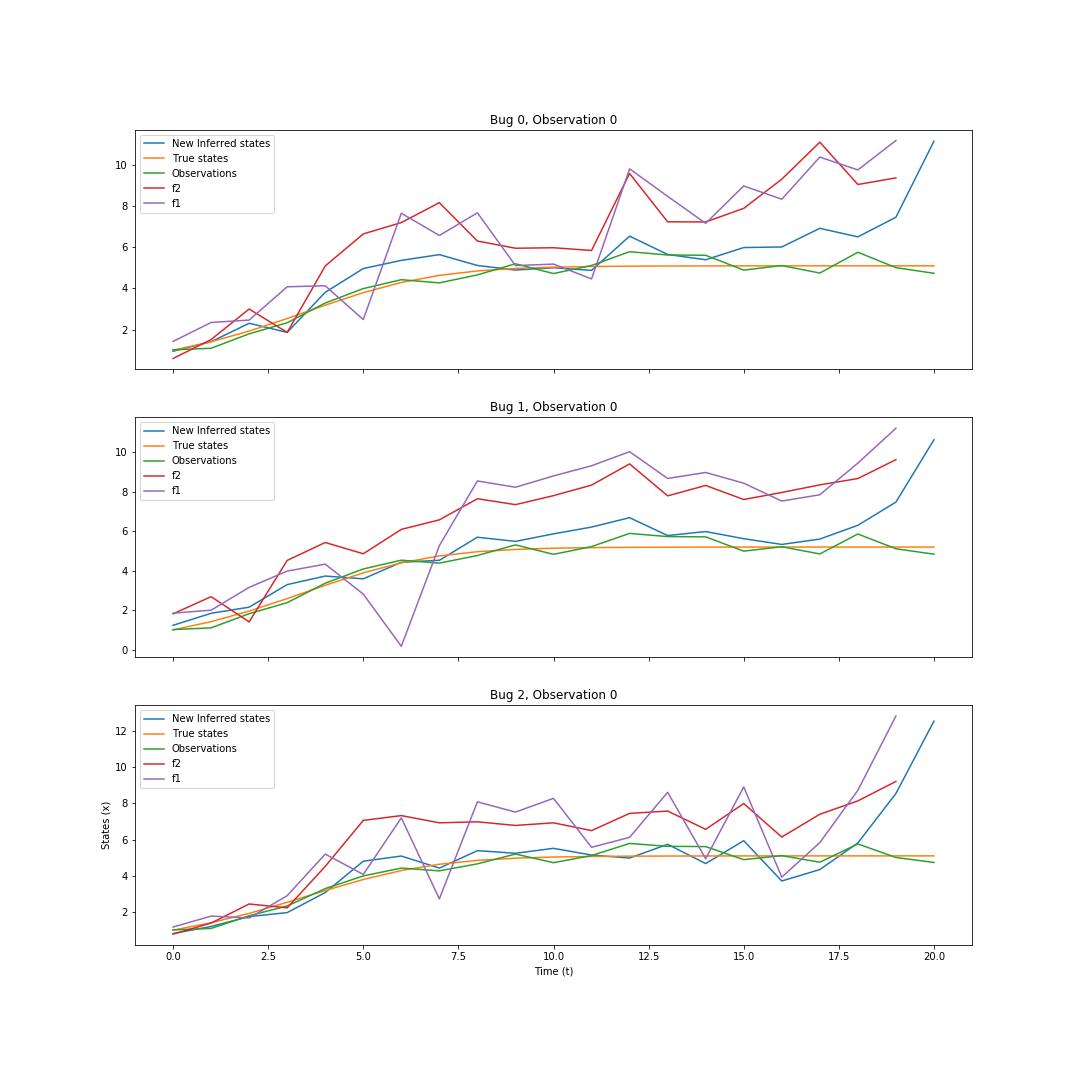 Bug 0, Observation 0
New Inferred states
True states
Observations
f2
f1
10
8
6
4
2
Bug 1, Observation 0
New Inferred states
True states
Observations
f2
f1
10
8
6
4
2
0
Bug 2, Observation 0
New Inferred states
True states
Observations
f2
f1
12
10
8
6
4
2
States (x)
0.0 2.5 5.0 7.5 10.0 12.5 15.0 17.5 20.0
Time (t)